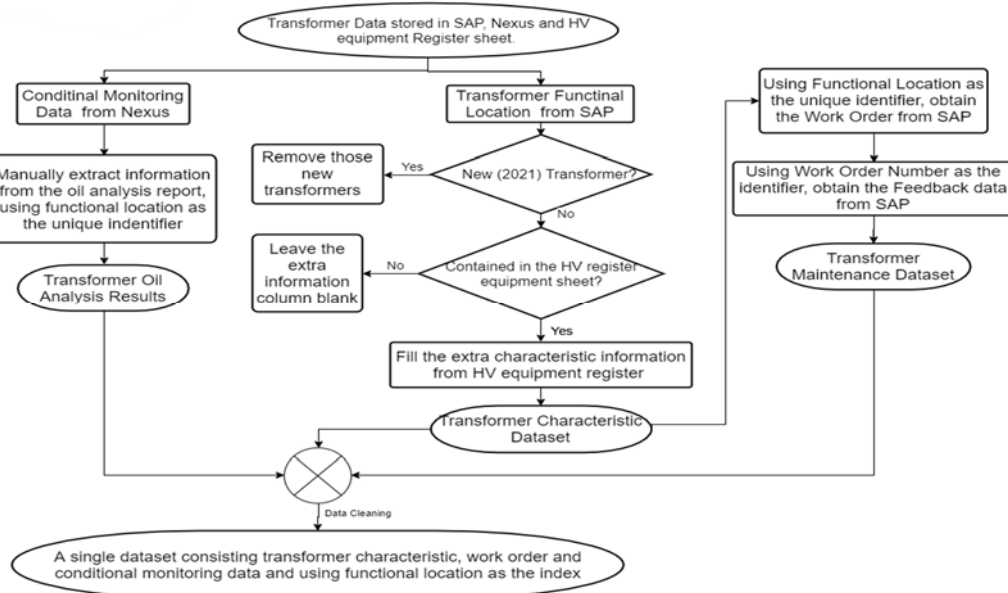 Transformer Data stored in SAP, Nexus and HV
equipment Register sheet.
Conditinal Monitoring
Data from Nexus
Manually extract information
from the oil analysis report,
using functional location as
the unique indentifier
Transformer Oil
Analysis Results
Transformer Functinal
Location from SAP
New (2021) Transformer?
Yes
Remove those
new
transformers
No
Contained in the HV register
equipment sheet?
No
Leave the
extra
information
column blank
Yes
Fill the extra characteristic information
from HV equipment register
Transformer Characteristic
Dataset
Using Functional Location as
the unique identifier, obtain
the Work Order from SAP
Using Work Order Number as the
identifier, obtain the Feedback data
from SAP
Transformer
Maintenance Dataset
Data Cleaning
A single dataset consisting transformer characteristic, work order and
conditional monitoring data and using functional location as the index